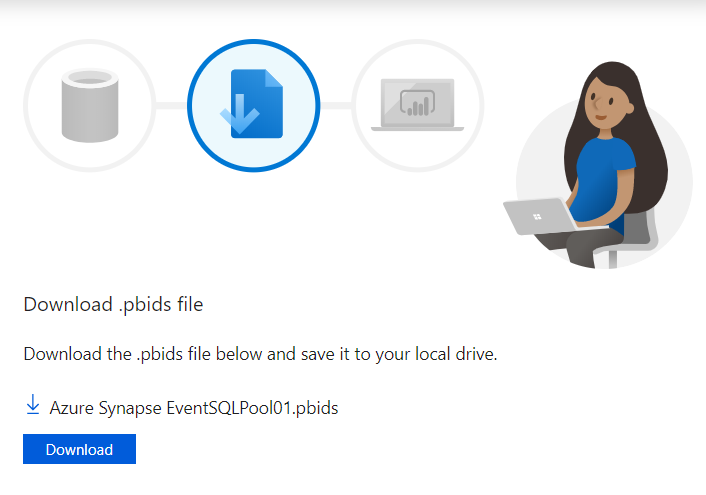 Download .pbids file
Download the .pbids file below and save it to your local drive.
Azure Synapse EventSQLPool01.pbids
Download